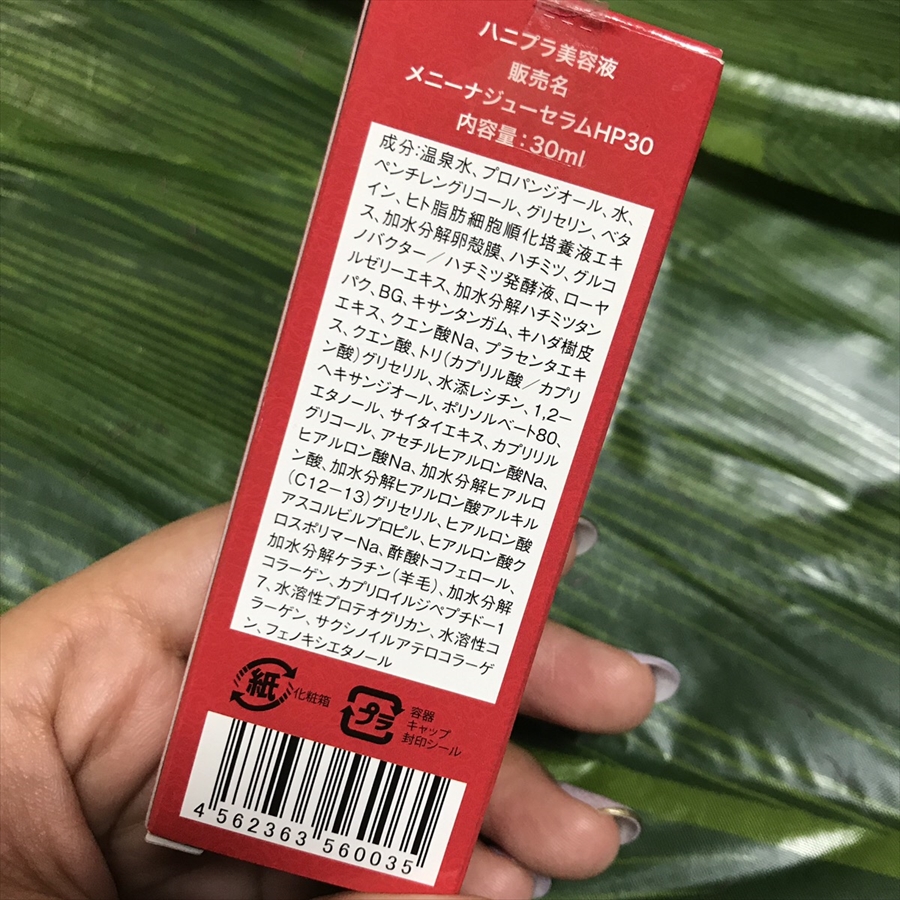 ハニプラ美容液
販売名
メニーナジューセラムHP30
内容量:30ml
成分:温泉水、プロパンジオール、水、
ペンチレングリコール、グリセリン、ベタ
イン、ヒト脂肪細胞順化培養液エキ
ス、加水分解卵殻膜、ハチミツ、グルコ
ノバクター/ハチミツ発酵液、ローヤ
ルゼリーエキス、加水分解ハチミツタン
パク、BG、キサンタンガム、キハダ樹皮
エキス、クエン酸Na、プラセンタエキ
ス、クエン酸、トリ(カプリル酸/カプリ
ン酸)グリセリル、水添レシチン、1,2-
ヘキサンジオール、ポリソルベート80、
エタノール、サイタイエキス、カプリリル
グリコール、アセチルヒアルロン酸Na、
ヒアルロン酸Na、加水分解ヒアルロ
ン酸、加水分解ヒアルロン酸アルキル
(C12-13)グリセリル、ヒアルロン酸
アスコルビルプロピル、ヒアルロン酸ク
ロスポリマーNa、酢酸トコフェロール、
加水分解ケラチン(羊毛)、加水分解
コラーゲン、カプリロイルジペプチド-1
7、水溶性プロテオグリカン、水溶性コ
ラーゲン、サクシノイルアテロコラーゲ
ン、フェノキシエタノール
紙
化粧箱
プラ
容器
キャップ
封印シール
4 562363 560035